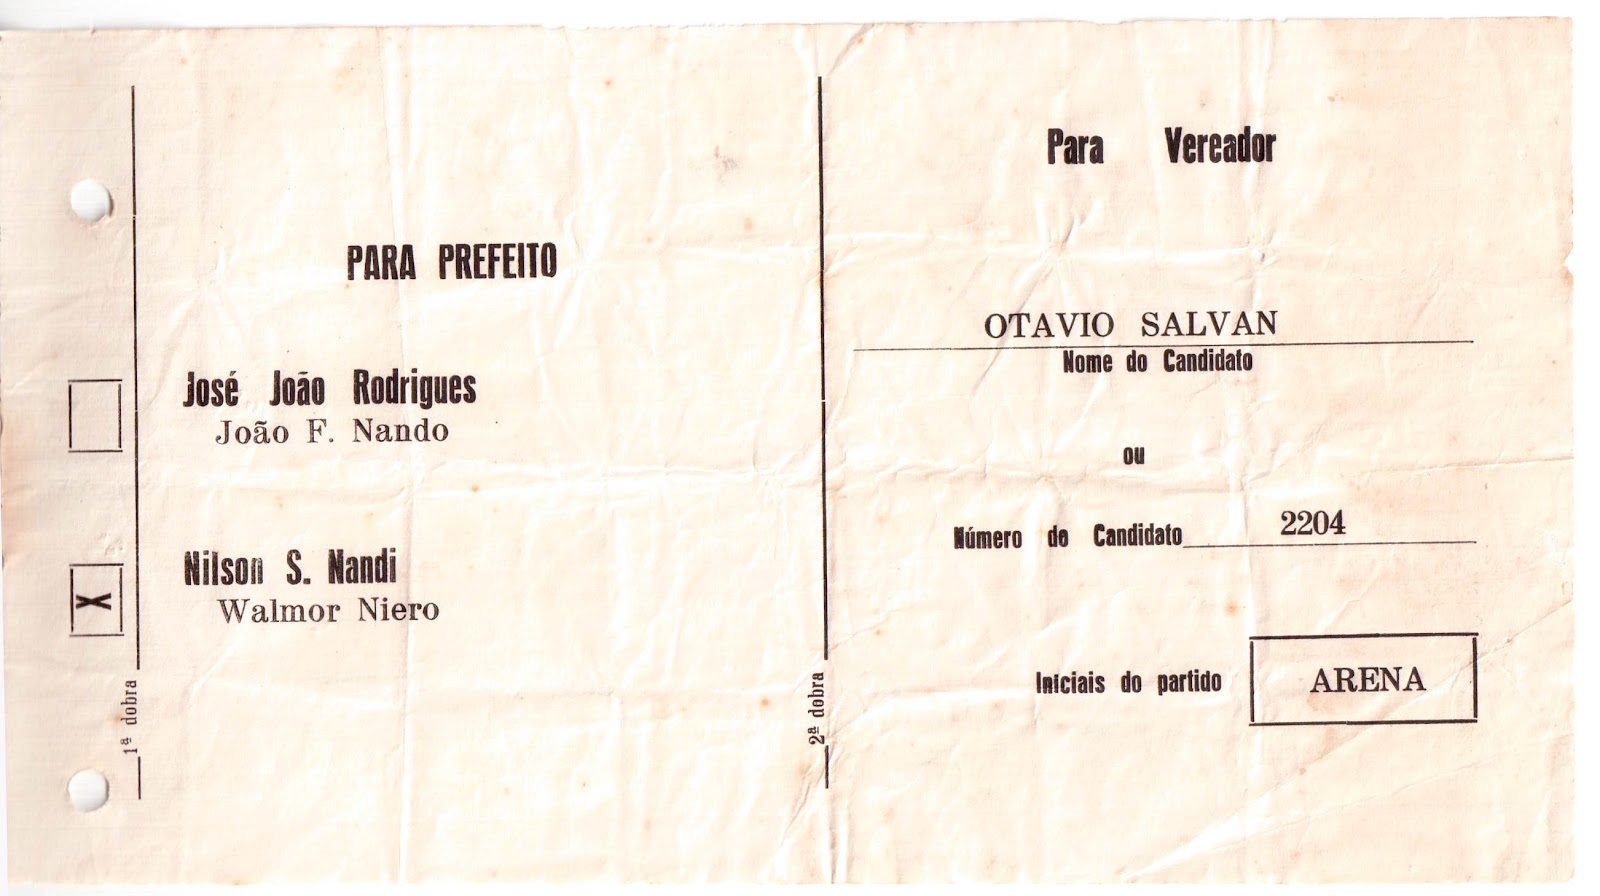 PARA PREFEITO
José João Rodrigues
João F. Nando
X
Nilson S. Nandi
Walmor Niero
1ª dobra
Para Vereador
OTAVIO SALVAN
Nome do Candidato
ou
Número do Candidato 2204
Iniciais do partido ARENA
2ª dobra